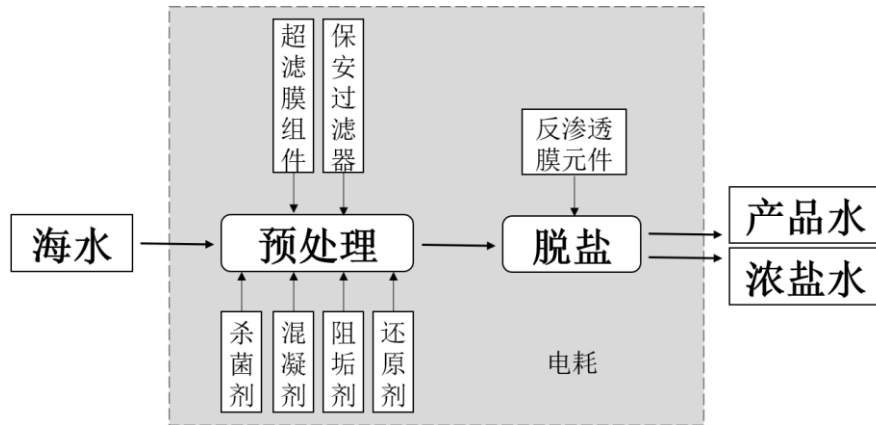 超滤膜组件
保安过滤器
反渗透
膜元件
海水
预处理
脱盐
产品水
浓盐水
杀菌剂
混凝剂
阻垢剂
还原剂
电耗